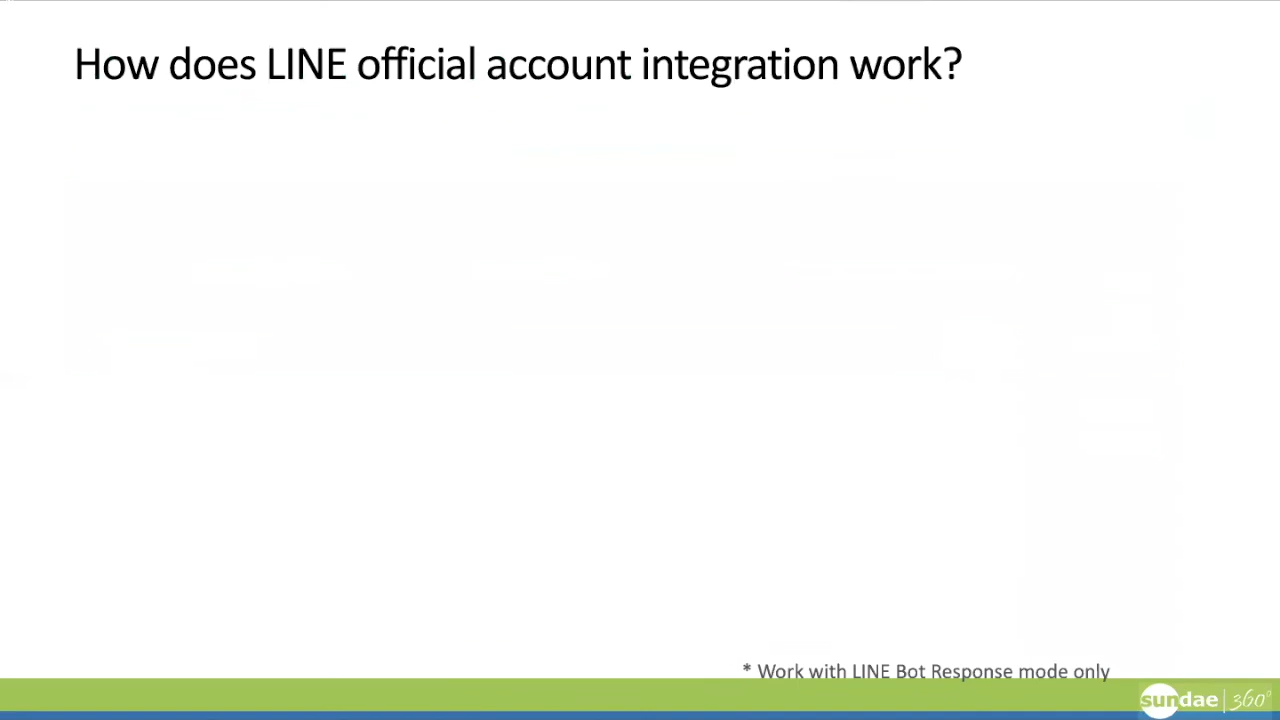 How does LINE official account integration work?
* Work with LINE Bot Response mode only
sundae | 360°